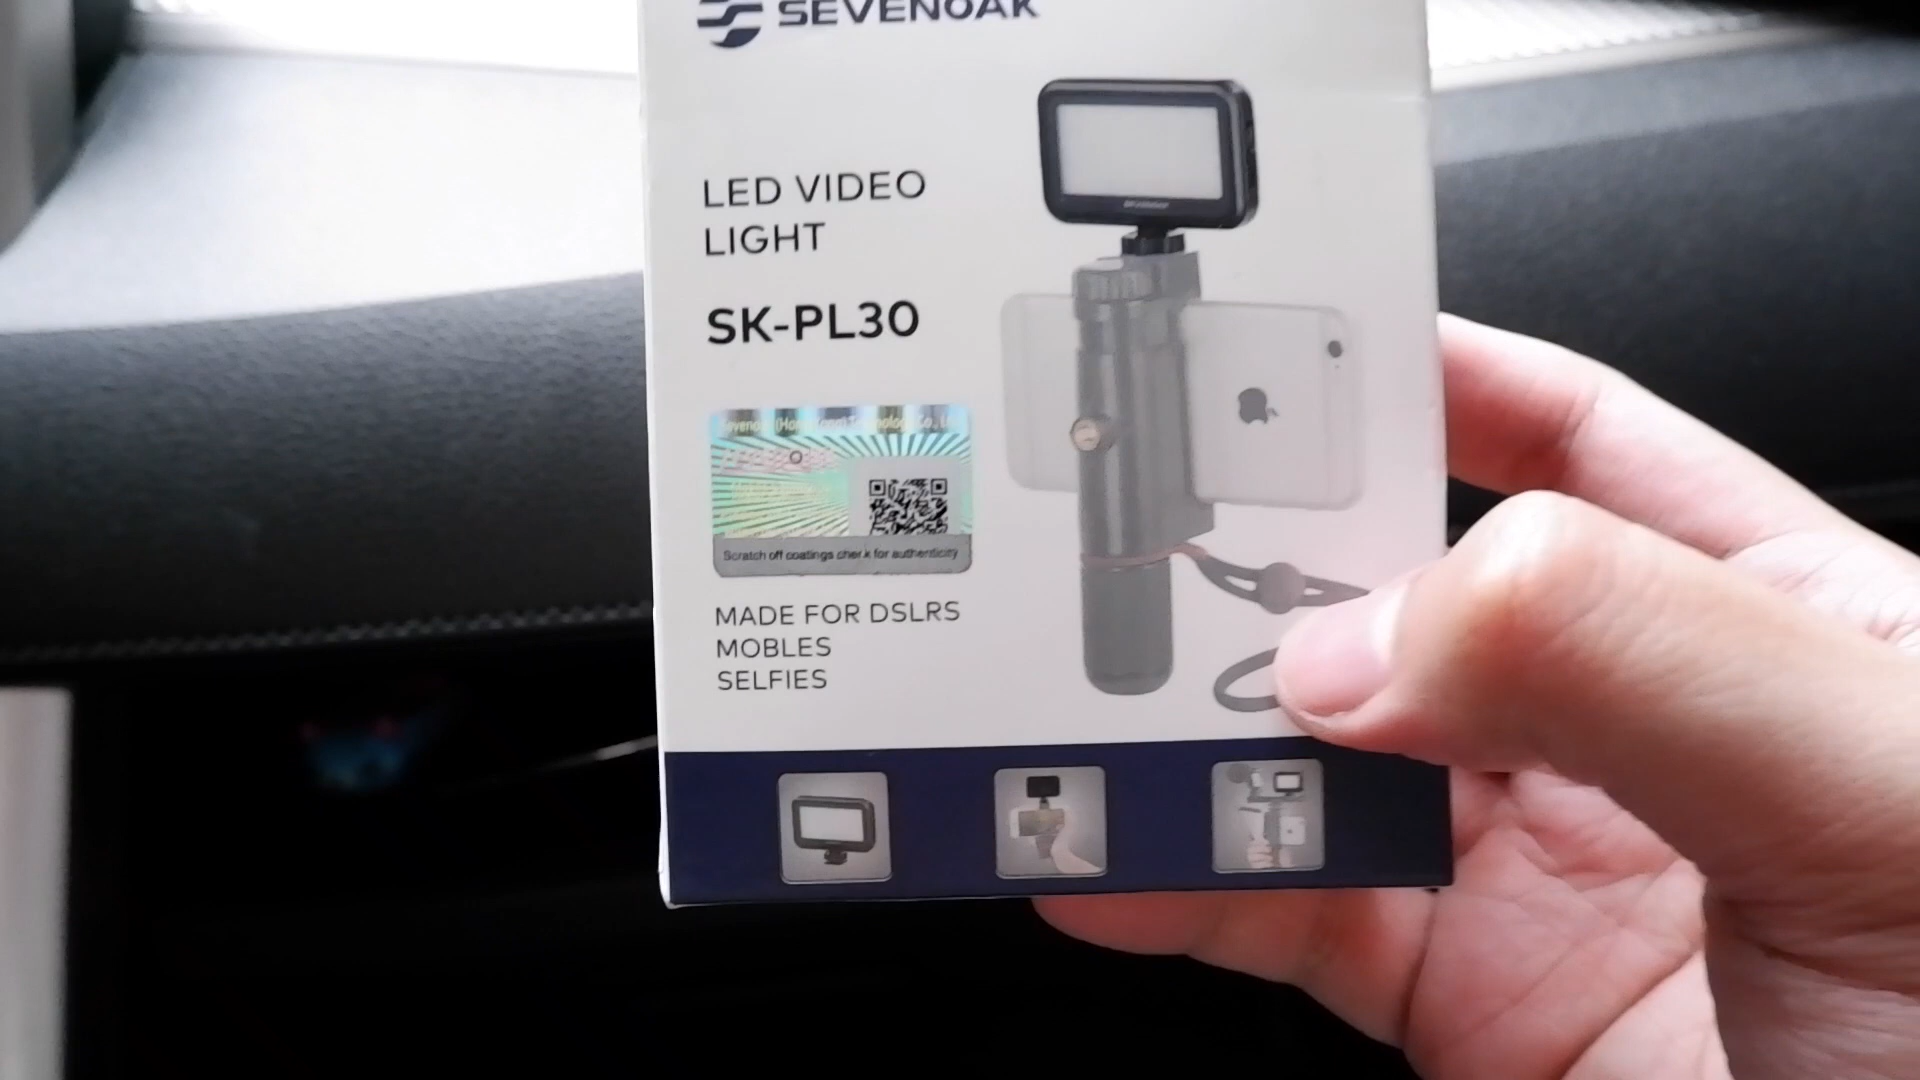 SEVENOAK
LED VIDEO
LIGHT
SK-PL30
Scratch off coatings check for authenticity
MADE FOR DSLRS
MOBLES
SELFIES